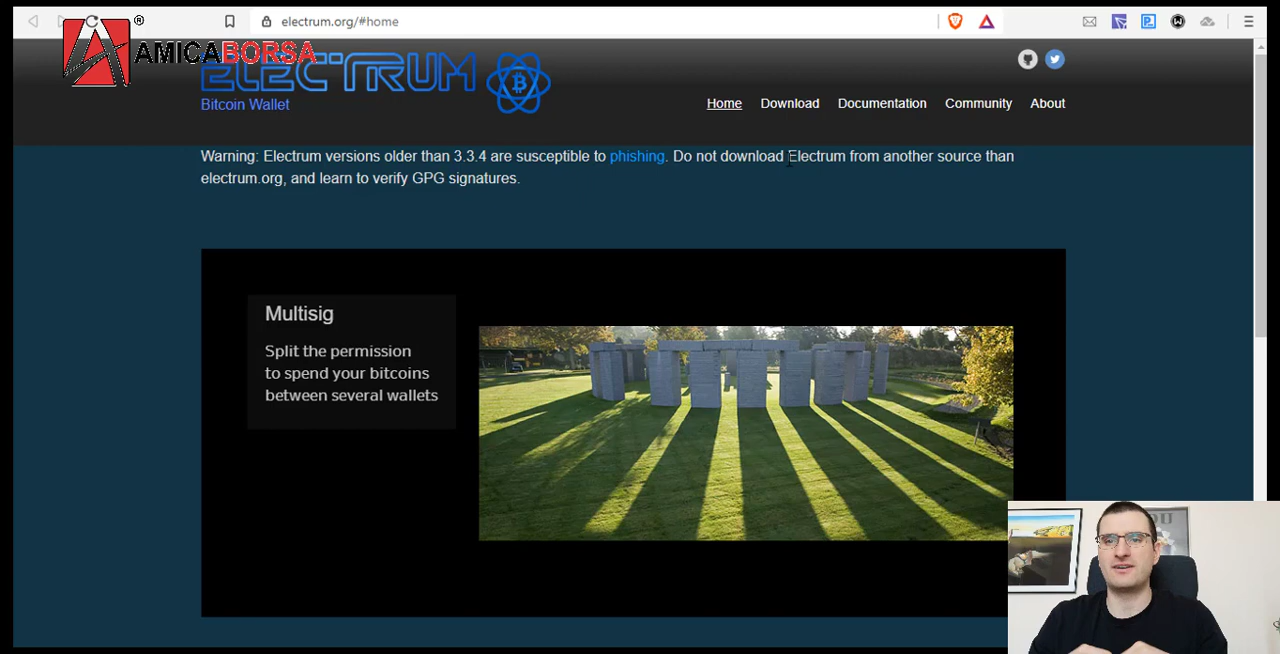 electrum.org/#home
AMICABORSA®
ELECTRUM
Bitcoin Wallet
Home Download Documentation Community About
Warning: Electrum versions older than 3.3.4 are susceptible to phishing. Do not download Electrum from another source than
electrum.org, and learn to verify GPG signatures.
Multisig
Split the permission
to spend your bitcoins
between several wallets